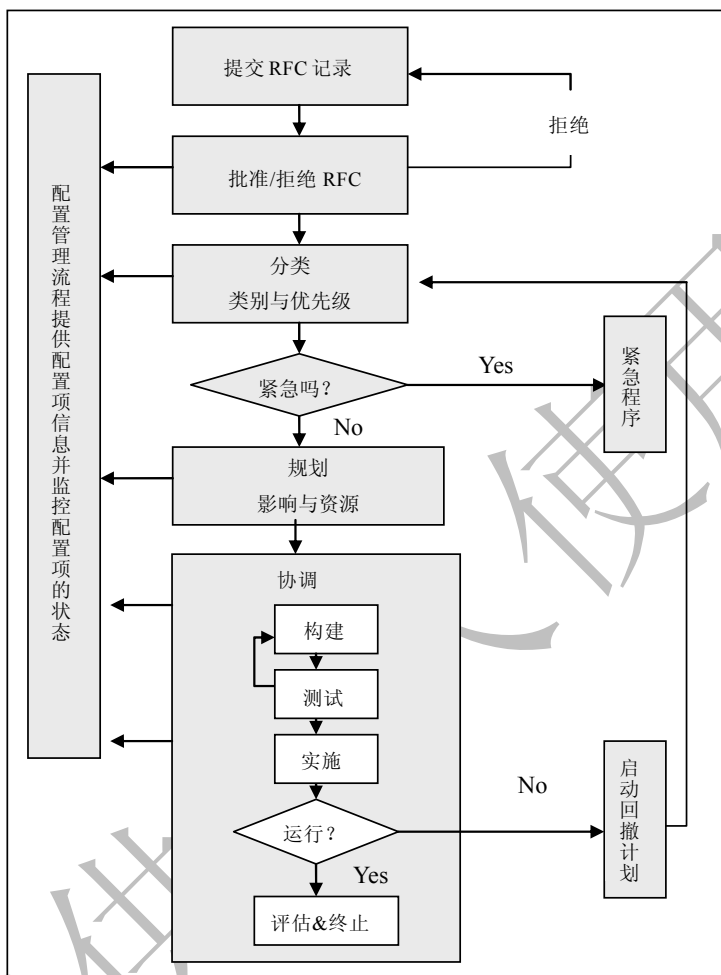 提交 RFC 记录
拒绝
批准/拒绝 RFC
配置管理流程提供配置项信息并监控配置项的状态
分类
类别与优先级
紧急吗？
Yes
紧急程序
No
规划
影响与资源
协调
构建
测试
实施
运行？
No
启动回撤计划
Yes
评估&终止
使用
供